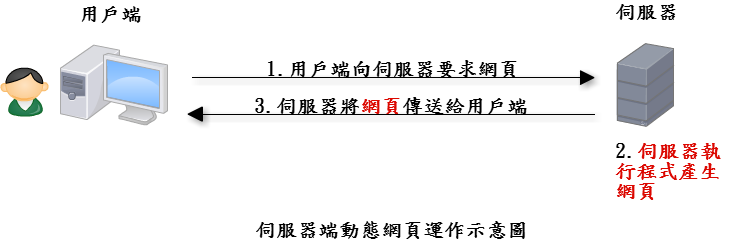 用戶端
伺服器
1.用戶端向伺服器要求網頁
3.伺服器將網頁傳送給用戶端
2.伺服器執
行程式產生
網頁
伺服器端動態網頁運作示意圖